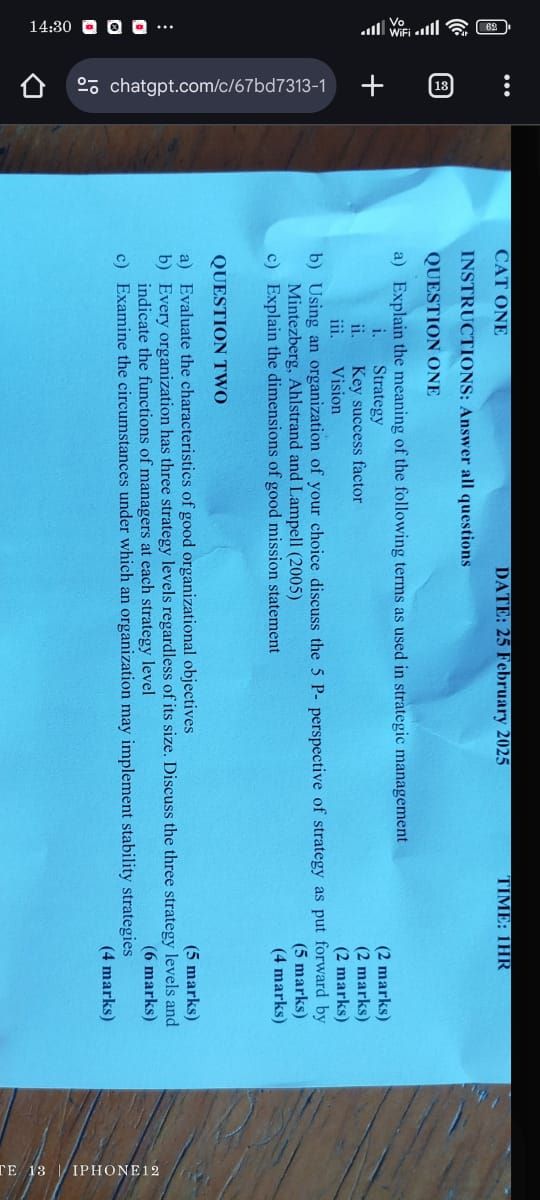 14:30
Vo
WiFi
62
chatgpt.com/c/67bd7313-1
18
CAT ONE DATE: 25 February 2025 TIME: 1HR
INSTRUCTIONS: Answer all questions
QUESTION ONE
a) Explain the meaning of the following terms as used in strategic management
i. Strategy (2 marks)
ii. Key success factor (2 marks)
iii. Vision (2 marks)
b) Using an organization of your choice discuss the 5 P- perspective of strategy as put forward by
Mintezberg, Ahlstrand and Lampell (2005) (5 marks)
c) Explain the dimensions of good mission statement (4 marks)
QUESTION TWO
a) Evaluate the characteristics of good organizational objectives (5 marks)
b) Every organization has three strategy levels regardless of its size. Discuss the three strategy levels and
indicate the functions of managers at each strategy level (6 marks)
c) Examine the circumstances under which an organization may implement stability strategies
(4 marks)
TE 13 | IPHONE12